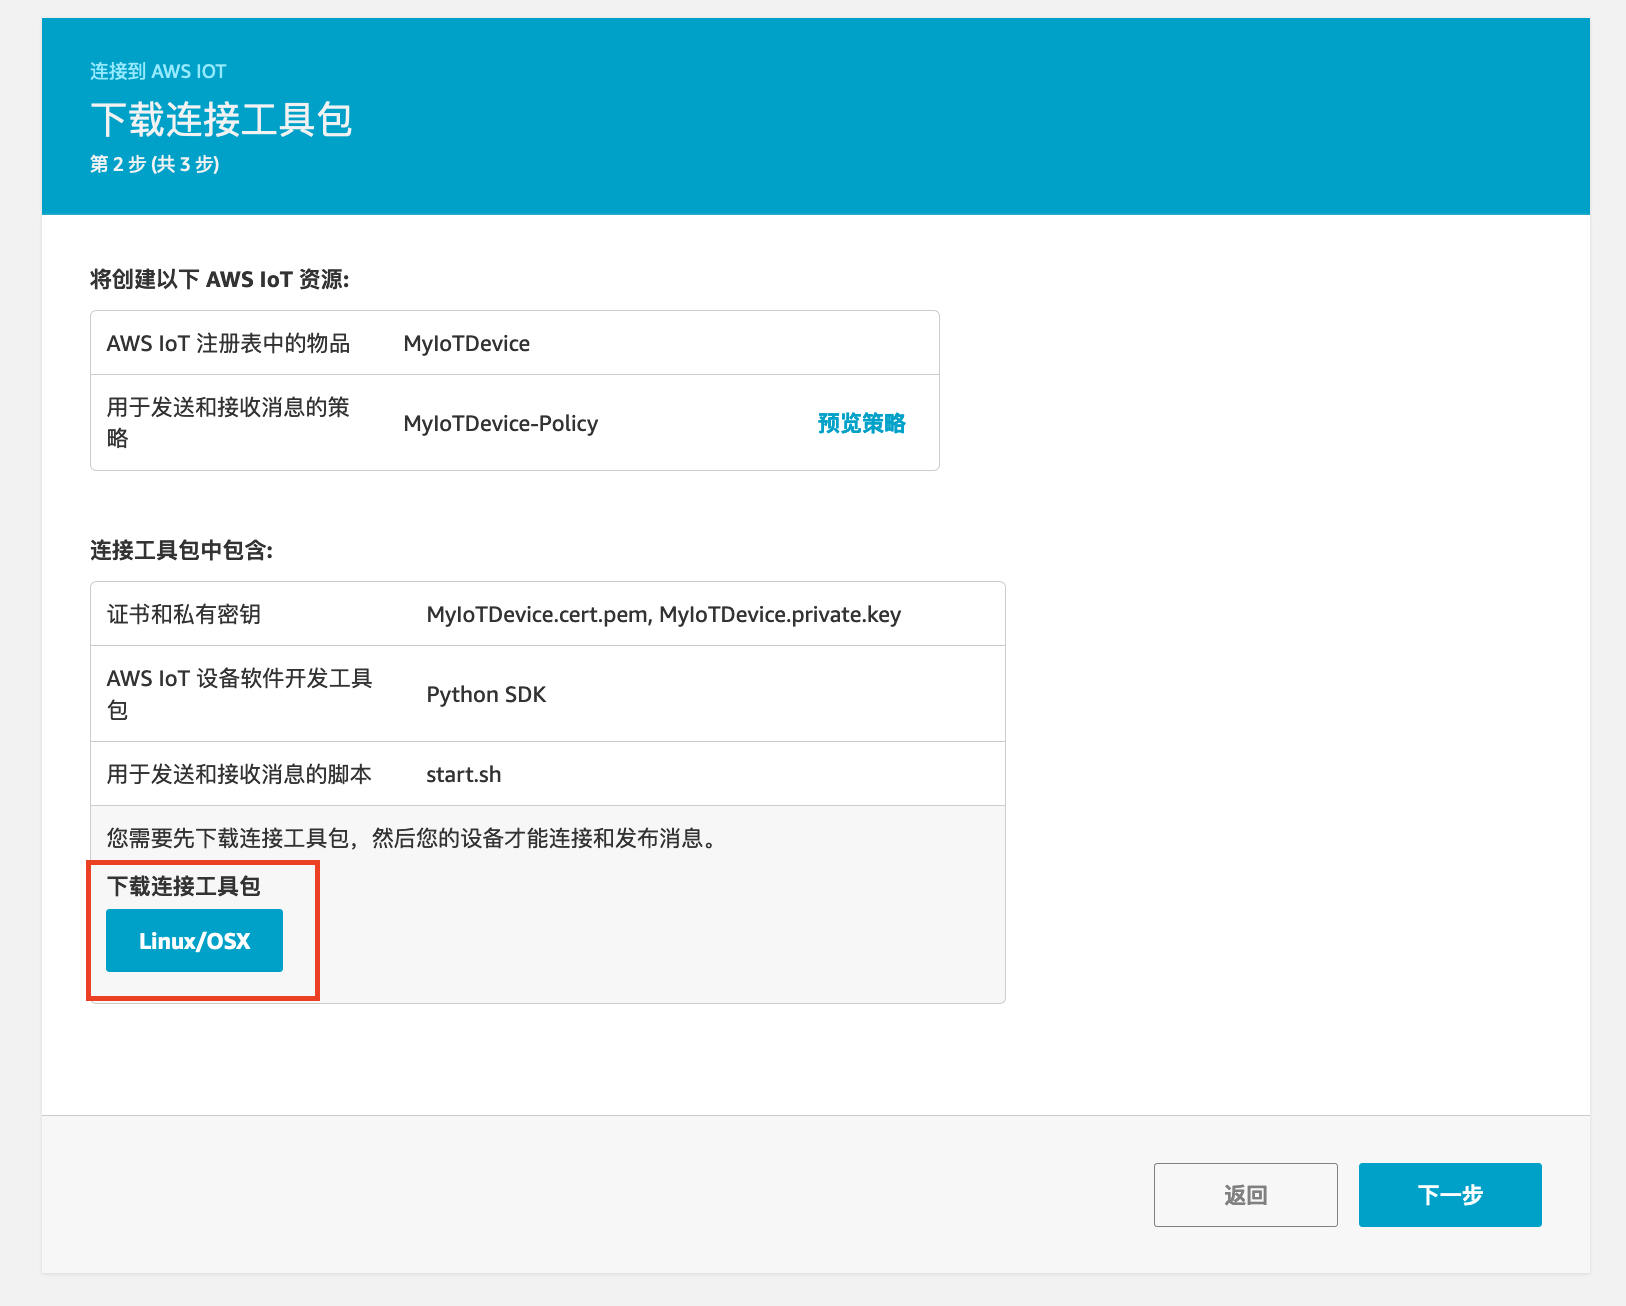 连接到 AWS IOT
下载连接工具包
第 2 步 (共 3 步)
将创建以下 AWS IoT 资源:
AWS IoT 注册表中的物品 MyIoTDevice
用于发送和接收消息的策
略
MyIoTDevice-Policy 预览策略
连接工具包中包含:
证书和私有密钥 MyIoTDevice.cert.pem, MyIoTDevice.private.key
AWS IoT 设备软件开发工具
包
Python SDK
用于发送和接收消息的脚本 start.sh
您需要先下载连接工具包，然后您的设备才能连接和发布消息。
下载连接工具包
Linux/OSX
返回 下一步